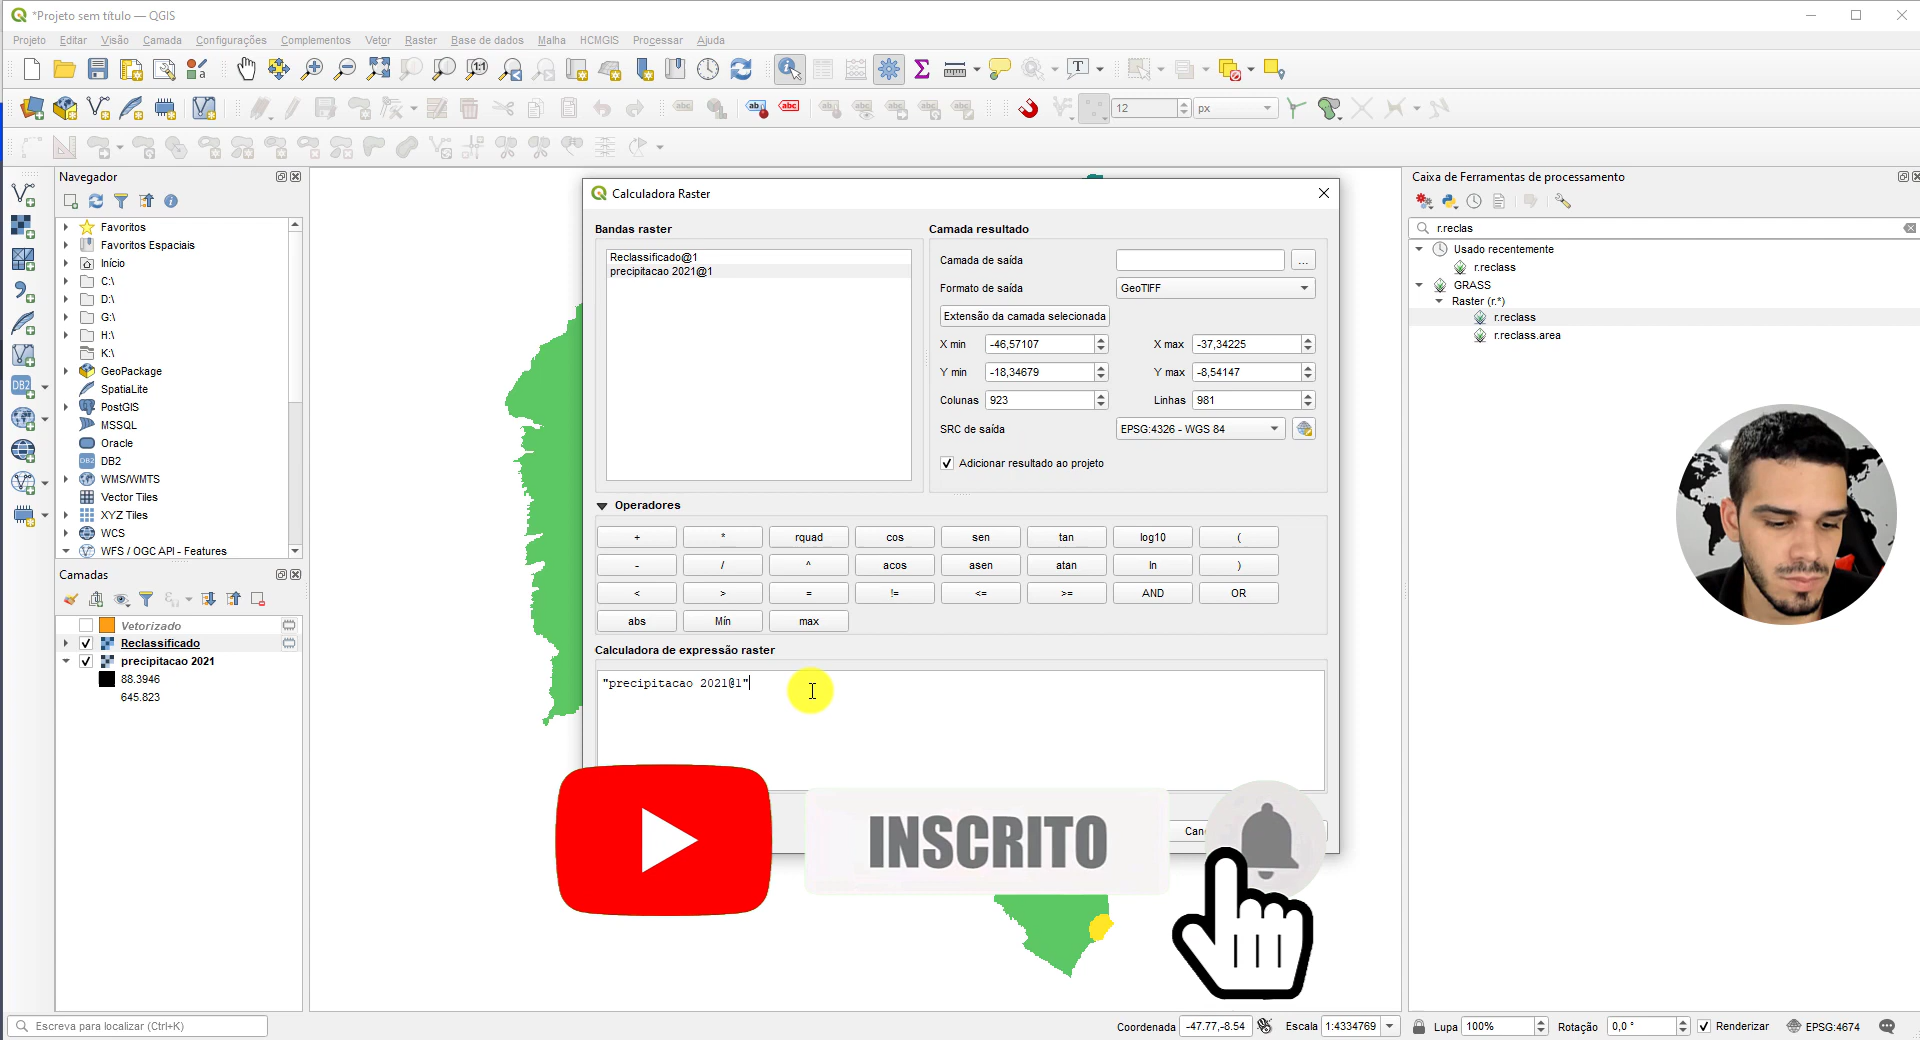 *Projeto sem título — QGIS
Projeto Editar Visão Camada Configurações Complementos Vetor Raster Base de dados Malha HCMGIS Processar Ajuda
12 px
Navegador
Favoritos
Favoritos Espaciais
Início
C:\
D:\
G:\
H:\
K:\
GeoPackage
SpatiaLite
PostGIS
MSSQL
Oracle
DB2
WMS/WMTS
Vector Tiles
XYZ Tiles
WCS
WFS / OGC API - Features
Camadas
Vetorizado
Reclassificado
precipitacao 2021
88.3946
645.823
Calculadora Raster
Bandas raster
Reclassificado@1
precipitacao 2021@1
Camada resultado
Camada de saída ...
Formato de saída GeoTIFF
Extensão da camada selecionada
X min -46,57107 X max -37,34225
Y min -18,34679 Y max -8,54147
Colunas 923 Linhas 981
SRC de saída EPSG:4326 - WGS 84
Adicionar resultado ao projeto
Operadores
+ * rquad cos sen tan log10 (
- / ^ acos asen atan ln )
< > = != <= >= AND OR
abs Mín max
Calculadora de expressão raster
"precipitacao 2021@1"
Can
INSCRITO
Caixa de Ferramentas de processamento
r.reclas
Usado recentemente
r.reclass
GRASS
Raster (r.*)
r.reclass
r.reclass.area
Escreva para localizar (Ctrl+K)
Coordenada -47.77,-8.54 Escala 1:4334769 Lupa 100% Rotação 0,0 ° Renderizar EPSG:4674